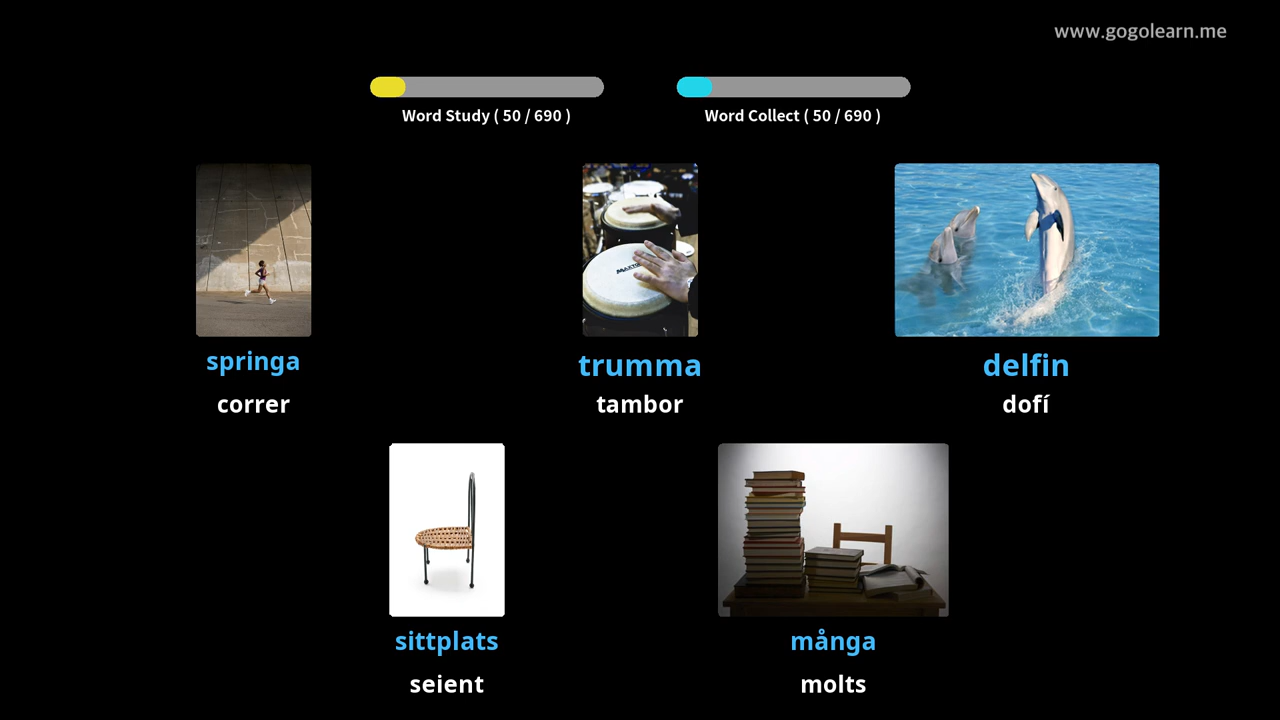 www.gogolearn.me
Word Study ( 50 / 690 )
Word Collect ( 50 / 690 )
springa
correr
trumma
tambor
delfin
dofí
sittplats
seient
många
molts